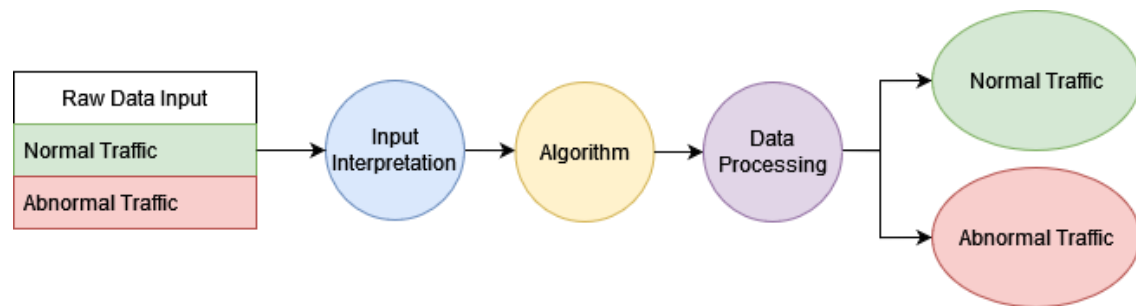 Raw Data Input
Normal Traffic
Abnormal Traffic
Input
Interpretation
Algorithm
Data
Processing
Normal Traffic
Abnormal Traffic